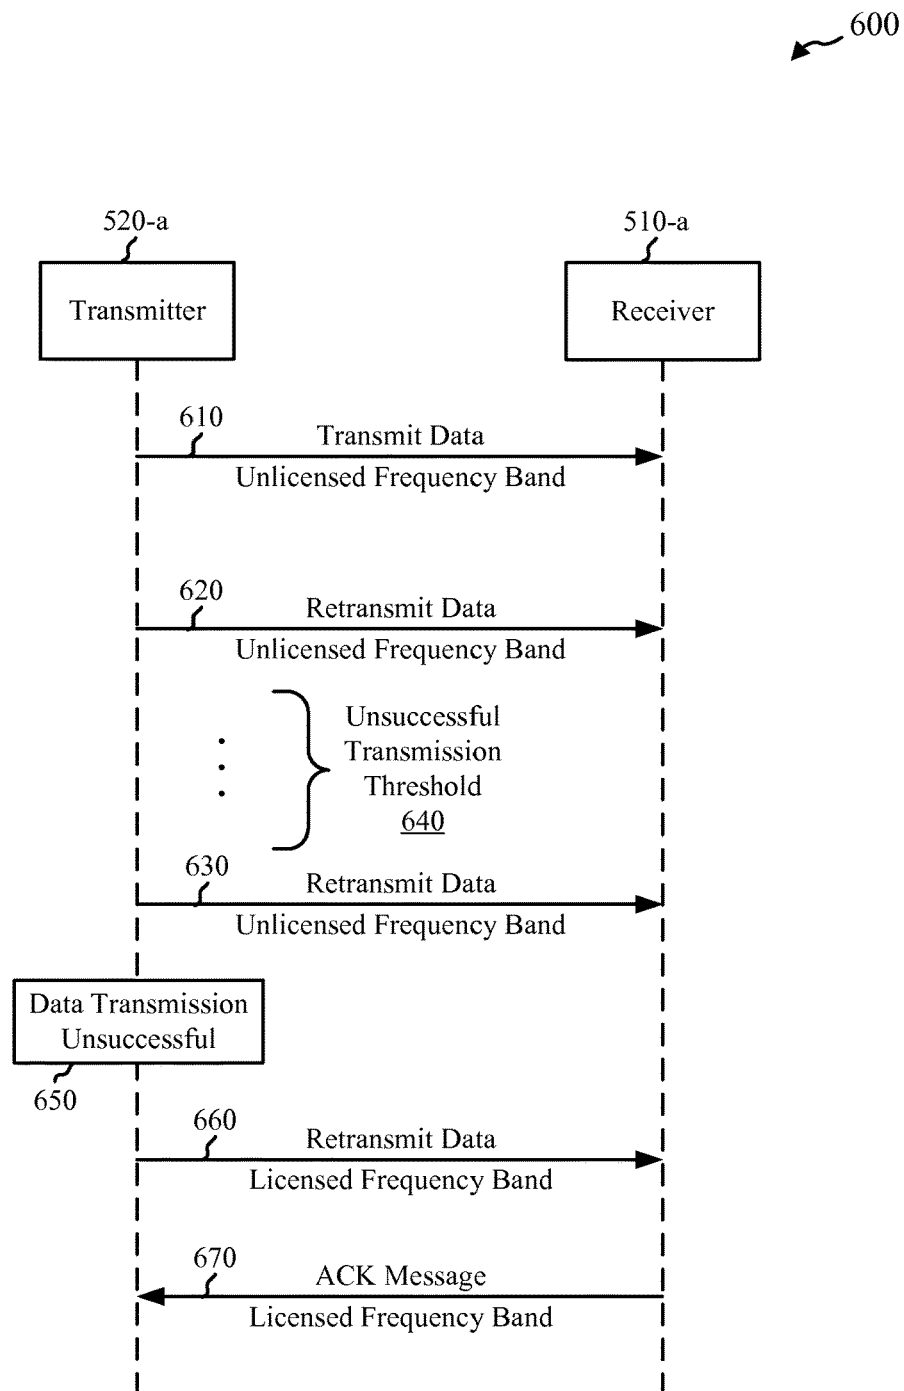 600
520-a
510-a
Transmitter
Receiver
610
Transmit Data
Unlicensed Frequency Band
620
Retransmit Data
Unlicensed Frequency Band
Unsuccessful
Transmission
Threshold
640
630
Retransmit Data
Unlicensed Frequency Band
Data Transmission
Unsuccessful
650
660
Retransmit Data
Licensed Frequency Band
670
ACK Message
Licensed Frequency Band